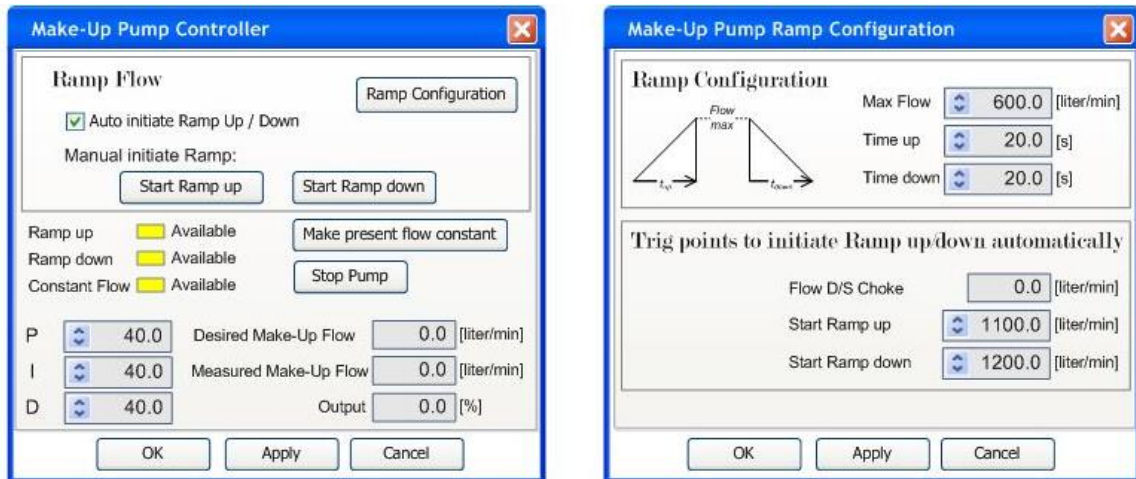 Make-Up Pump Controller
Ramp Flow
Ramp Configuration
Auto initiate Ramp Up / Down
Manual initiate Ramp:
Start Ramp up
Start Ramp down
Ramp up Available
Make present flow constant
Ramp down Available
Stop Pump
Constant Flow Available
P 40.0 Desired Make-Up Flow 0.0 [liter/min]
I 40.0 Measured Make-Up Flow 0.0 [liter/min]
D 40.0 Output 0.0 [%]
OK Apply Cancel
Make-Up Pump Ramp Configuration
Ramp Configuration
Flow
max
t up
t down
Max Flow 600.0 [liter/min]
Time up 20.0 [s]
Time down 20.0 [s]
Trig points to initiate Ramp up/down automatically
Flow D/S Choke 0.0 [liter/min]
Start Ramp up 1100.0 [liter/min]
Start Ramp down 1200.0 [liter/min]
OK Apply Cancel